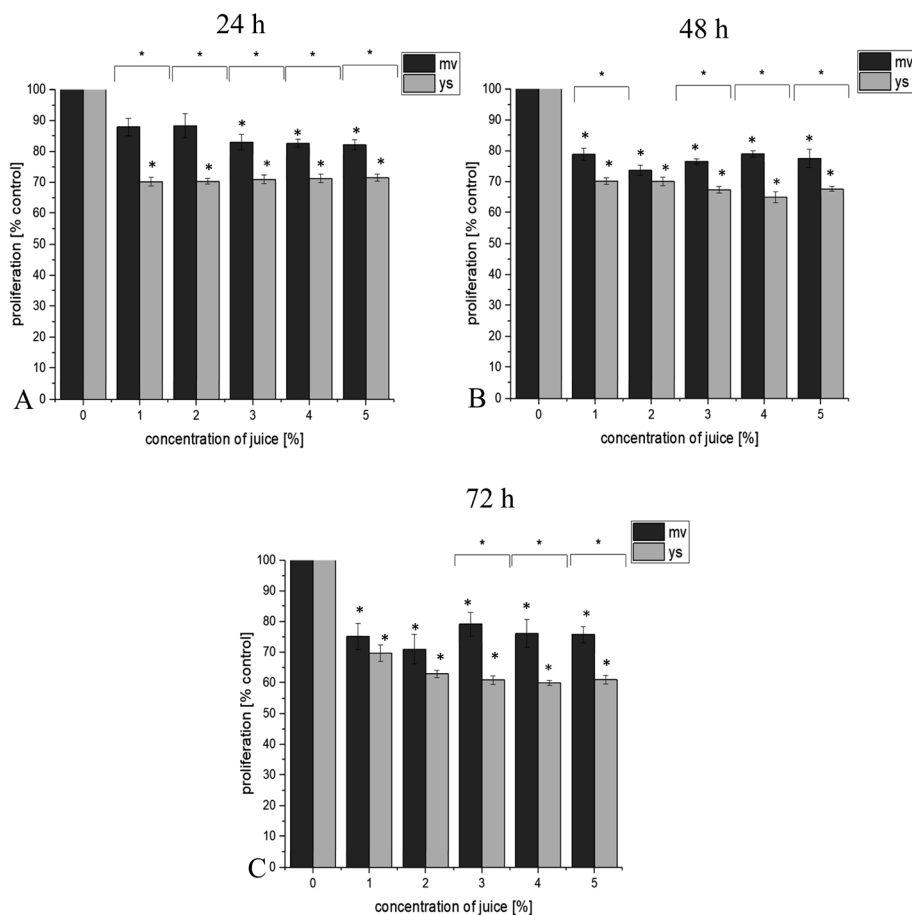 24 h
* * * * *
mv
ys
100
90
80
70
60
50
40
30
20
10
0
proliferation [% control]
* * *
* * * * *
0 1 2 3 4 5
concentration of juice [%]
A
48 h
* * * *
mv
ys
100
90
80
70
60
50
40
30
20
10
0
proliferation [% control]
* * * * *
* * * * *
0 1 2 3 4 5
concentration of juice [%]
B
72 h
* * *
mv
ys
100
90
80
70
60
50
40
30
20
10
0
proliferation [% control]
* * * * *
* * * * *
0 1 2 3 4 5
concentration of juice [%]
C